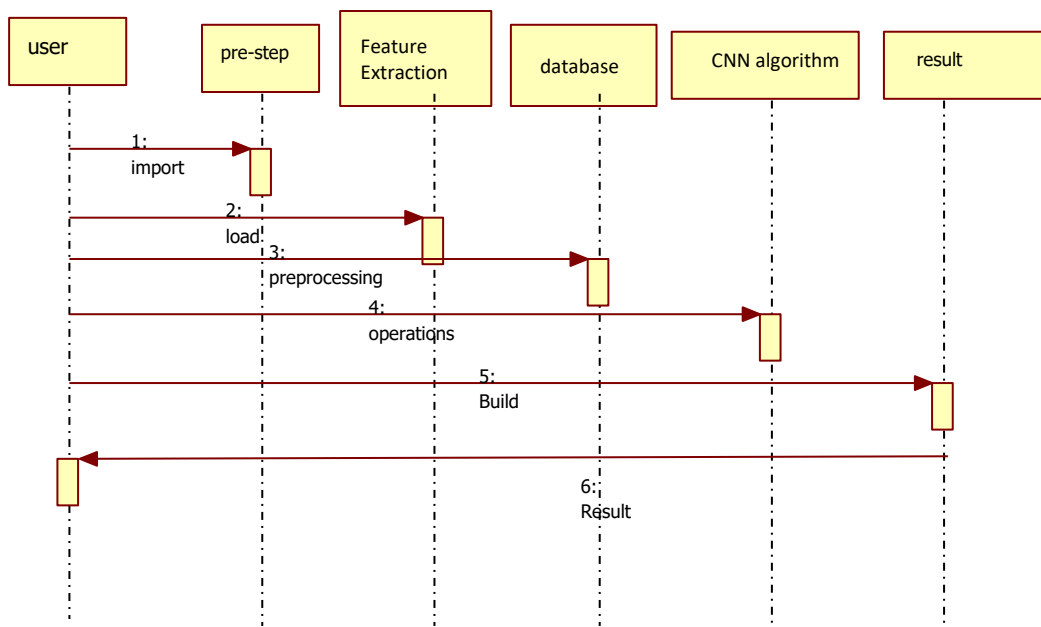 user
pre-step
Feature
Extraction
database
CNN algorithm
result
1:
import
2:
load
3:
preprocessing
4:
operations
5:
Build
6:
Result